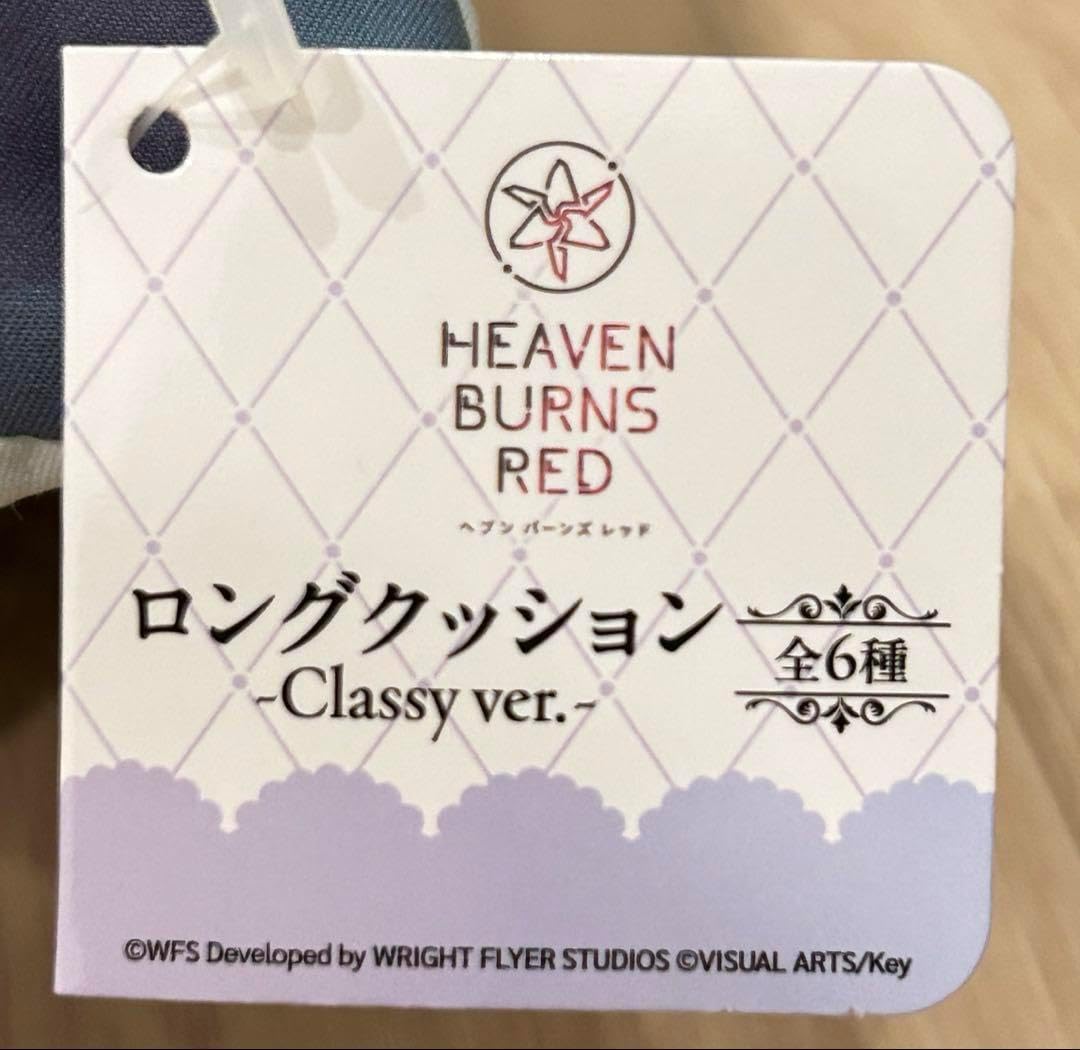 HEAVEN
BURNS
RED
ヘブン バーンズ レッド
ロングクッション
-Classy ver.-
全6種
©WFS Developed by WRIGHT FLYER STUDIOS ©VISUAL ARTS/Key